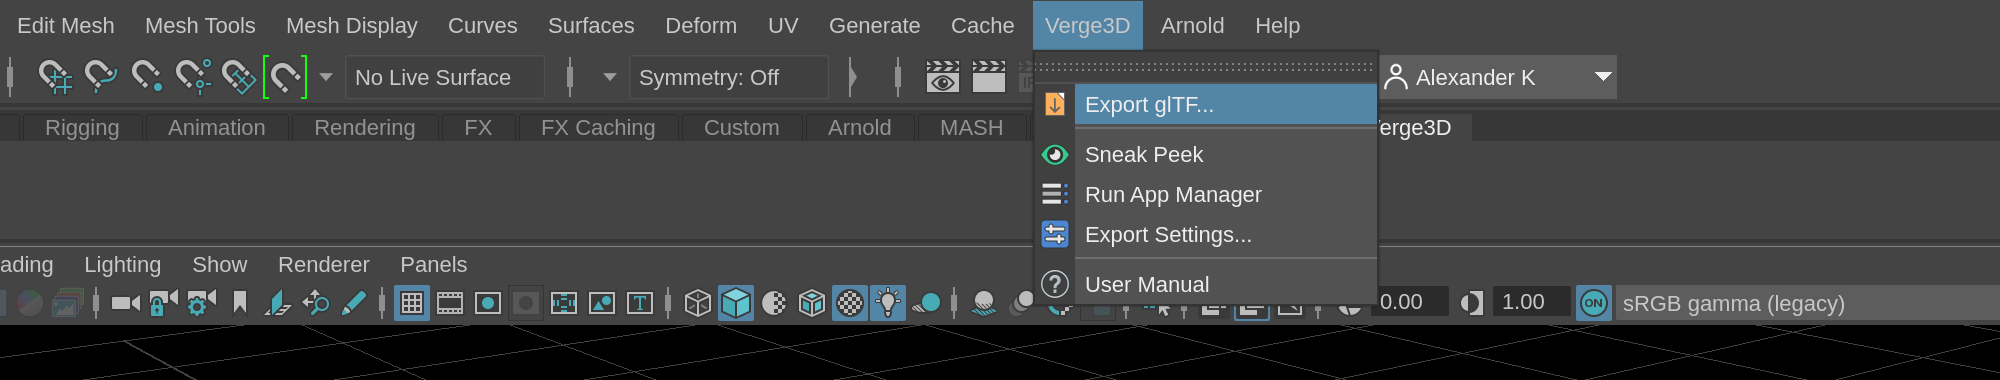 Edit Mesh Mesh Tools Mesh Display Curves Surfaces Deform UV Generate Cache Verge3D Arnold Help
No Live Surface Symmetry: Off Alexander K
Export glTF...
Rigging Animation Rendering FX FX Caching Custom Arnold MASH erge3D
Sneak Peek
Run App Manager
Export Settings...
ading Lighting Show Renderer Panels
User Manual
T 0.00 1.00 ON sRGB gamma (legacy)